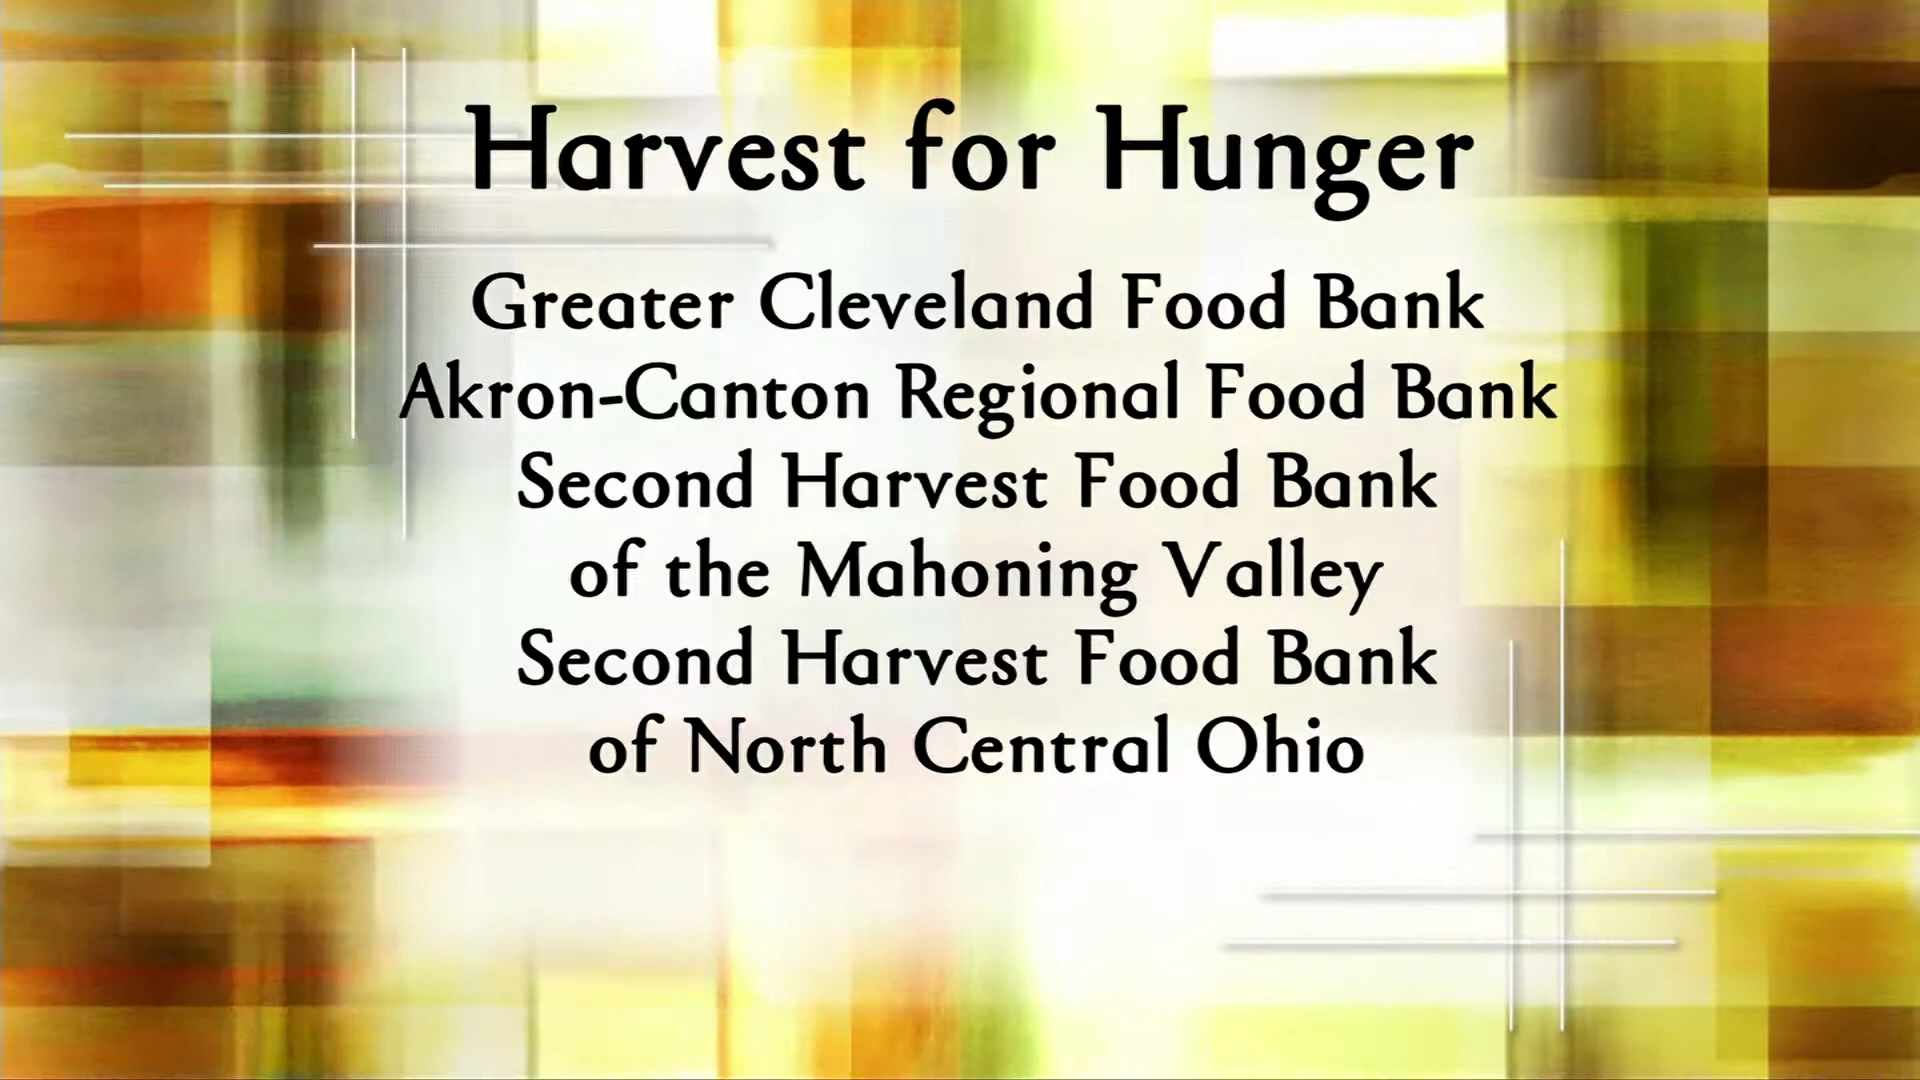 Harvest for Hunger
Greater Cleveland Food Bank
Akron-Canton Regional Food Bank
Second Harvest Food Bank
of the Mahoning Valley
Second Harvest Food Bank
of North Central Ohio